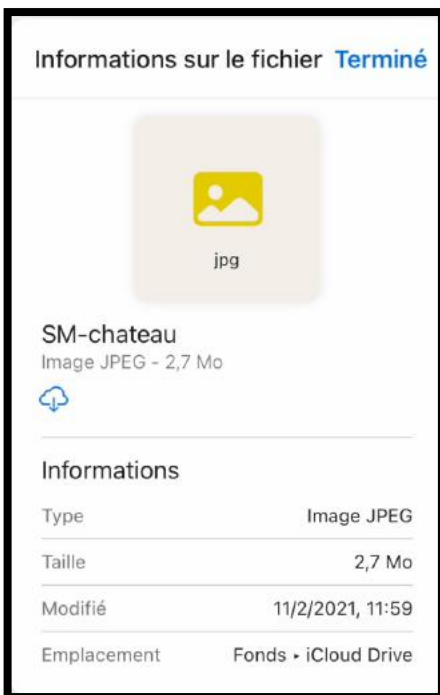 Informations sur le fichier Terminé
jpg
SM-chateau
Image JPEG - 2,7 Mo
Informations
Type Image JPEG
Taille 2,7 Mo
Modifié 11/2/2021, 11:59
Emplacement Fonds ▸ iCloud Drive